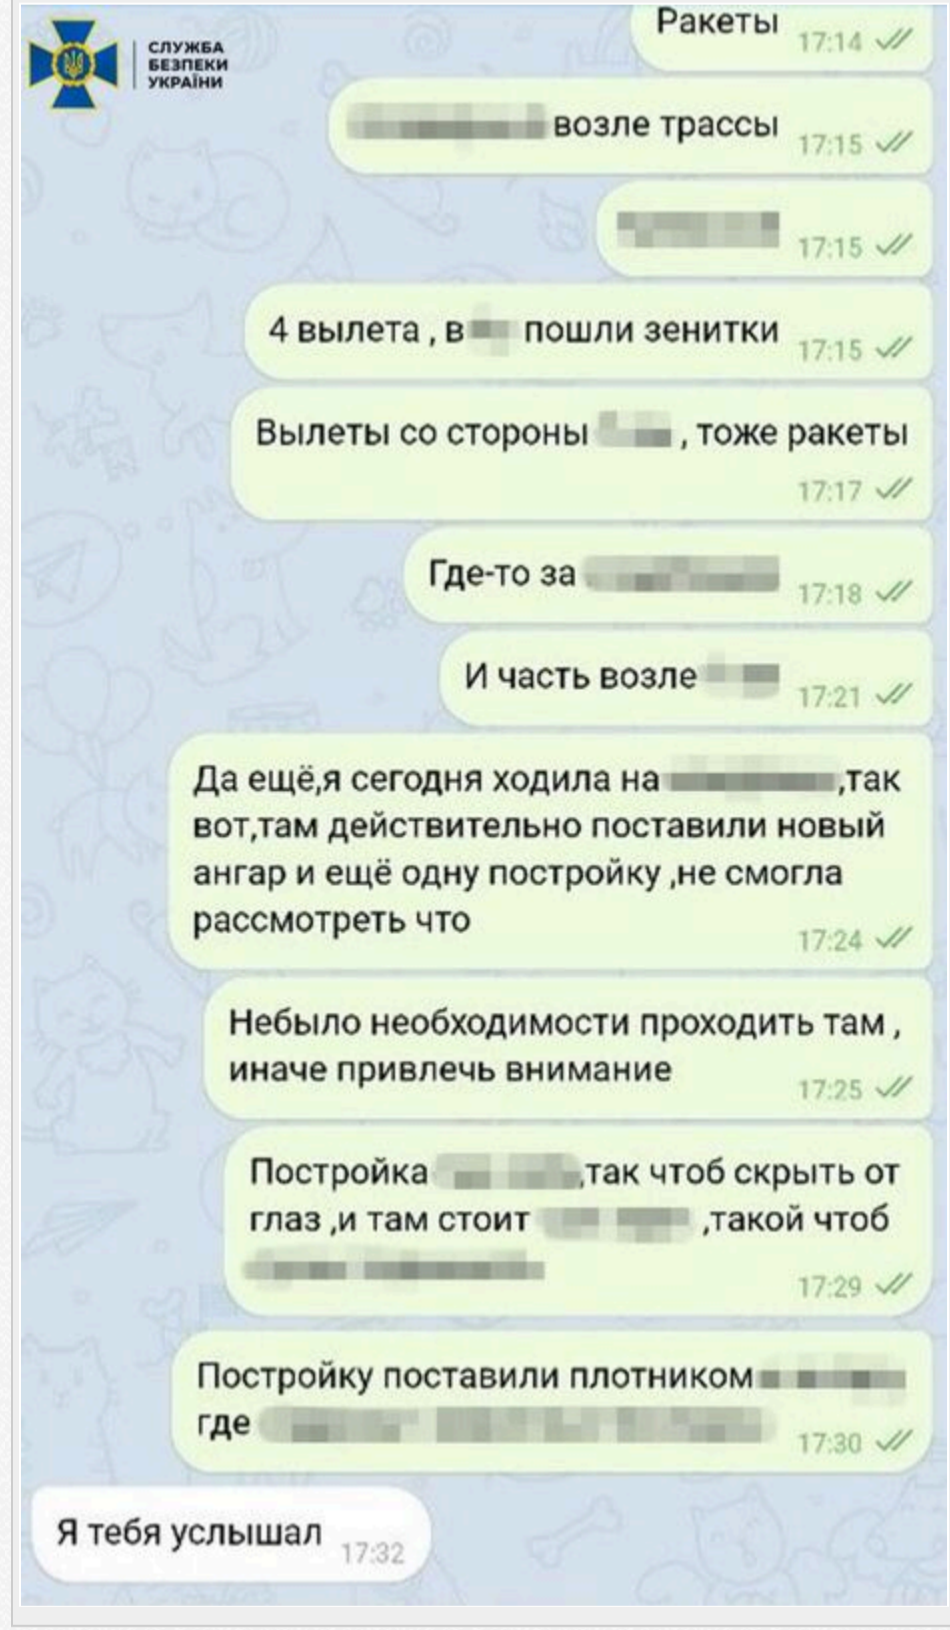 СЛУЖБА
БЕЗПЕКИ
УКРАЇНИ
Ракеты 17:14
возле трассы 17:15
17:15
4 вылета , в пошли зенитки 17:15
Вылеты со стороны , тоже ракеты
17:17
Где-то за 17:18
И часть возле 17:21
Да ещё,я сегодня ходила на ,так
вот,там действительно поставили новый
ангар и ещё одну постройку ,не смогла
рассмотреть что 17:24
Небыло необходимости проходить там ,
иначе привлечь внимание 17:25
Постройка ,так чтоб скрыть от
глаз ,и там стоит ,такой чтоб
17:29
Постройку поставили плотником
где 17:30
Я тебя услышал 17:32